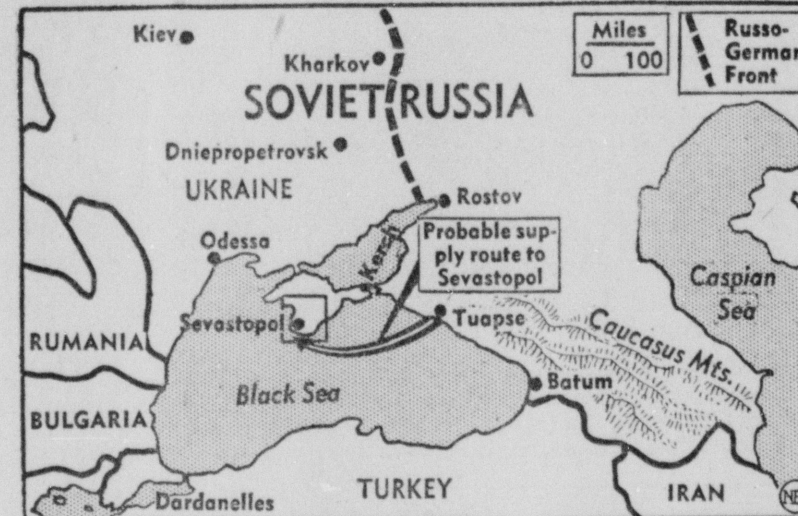 Kiev
Miles
0 100
Russo-
German
Front
Kharkov
SOVIET RUSSIA
Dniepropetrovsk
UKRAINE
Rostov
Odessa
Kerch
Probable sup-
ply route to
Sevastopol
Caspian
Sea
Sevastopol
Tuapse
Caucasus Mts.
RUMANIA
Black Sea
Batum
BULGARIA
TURKEY
IRAN
Dardanelles